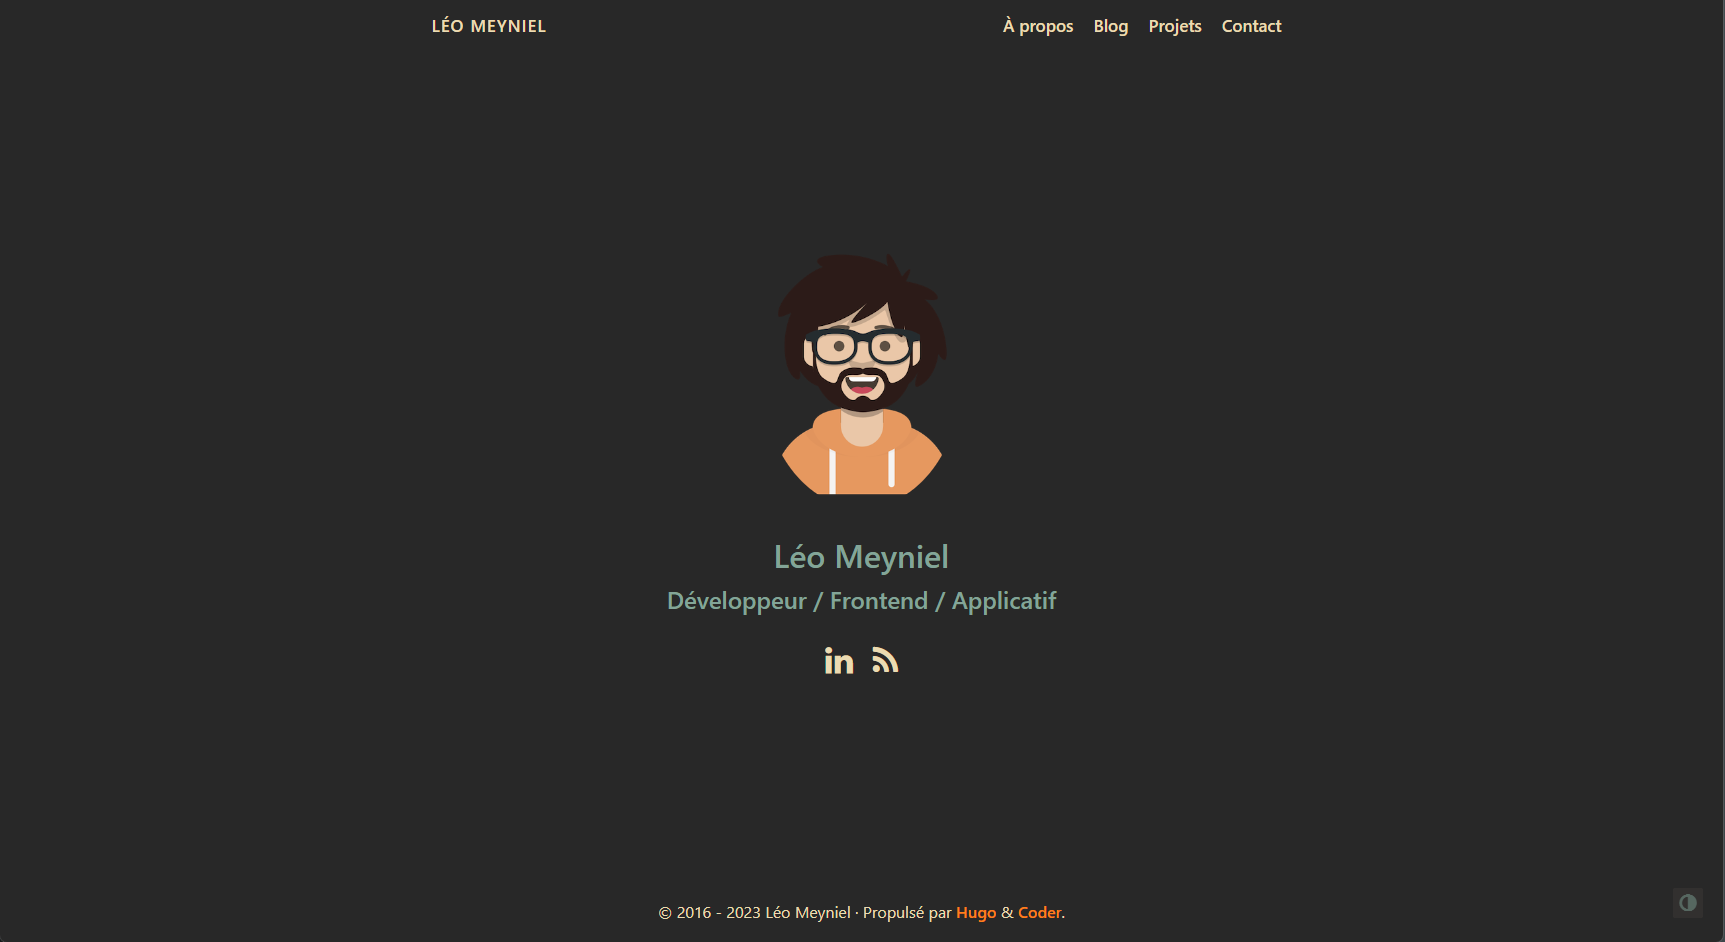 LÉO MEYNIEL
À propos Blog Projets Contact
Léo Meyniel
Développeur / Frontend / Applicatif
in
© 2016 - 2023 Léo Meyniel · Propulsé par Hugo & Coder.